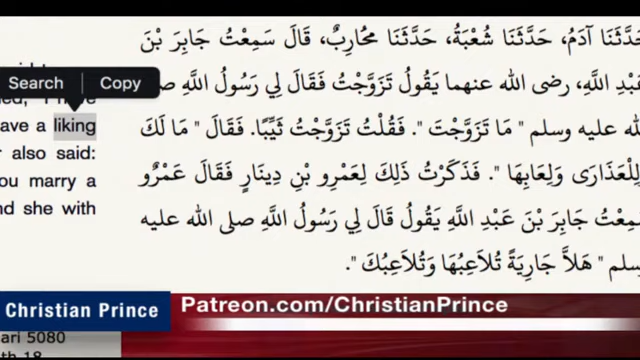 Search
Copy
ave a liking
r also said:
ou marry a
nd she with
حَدَّثَنَا آدَمُ، حَدَّثَنَا شُعْبَةُ، حَدَّثَنَا مُحَارِبٌ، قَالَ سَمِعْتُ جَابِرَ بْنَ
عَبْدِ اللَّهِ، رضى الله عنهما يَقُولُ تَزَوَّجْتُ فَقَالَ لِي رَسُولُ اللَّهِ صلى
الله عليه وسلم " مَا تَزَوَّجْتَ ". فَقُلْتُ تَزَوَّجْتُ ثَيِّبًا. فَقَالَ " مَا لَكَ
وَلِلْعَذَارَى وَلِعَابِهَا ". فَذَكَرْتُ ذَلِكَ لِعَمْرِو بْنِ دِينَارٍ فَقَالَ عَمْرٌو
سَمِعْتُ جَابِرَ بْنَ عَبْدِ اللَّهِ يَقُولُ قَالَ لِي رَسُولُ اللَّهِ صلى الله عليه
وسلم " هَلاَّ جَارِيَةً تُلاَعِبُهَا وَتُلاَعِبُكَ ".
Christian Prince
Patreon.com/ChristianPrince
ari 5080